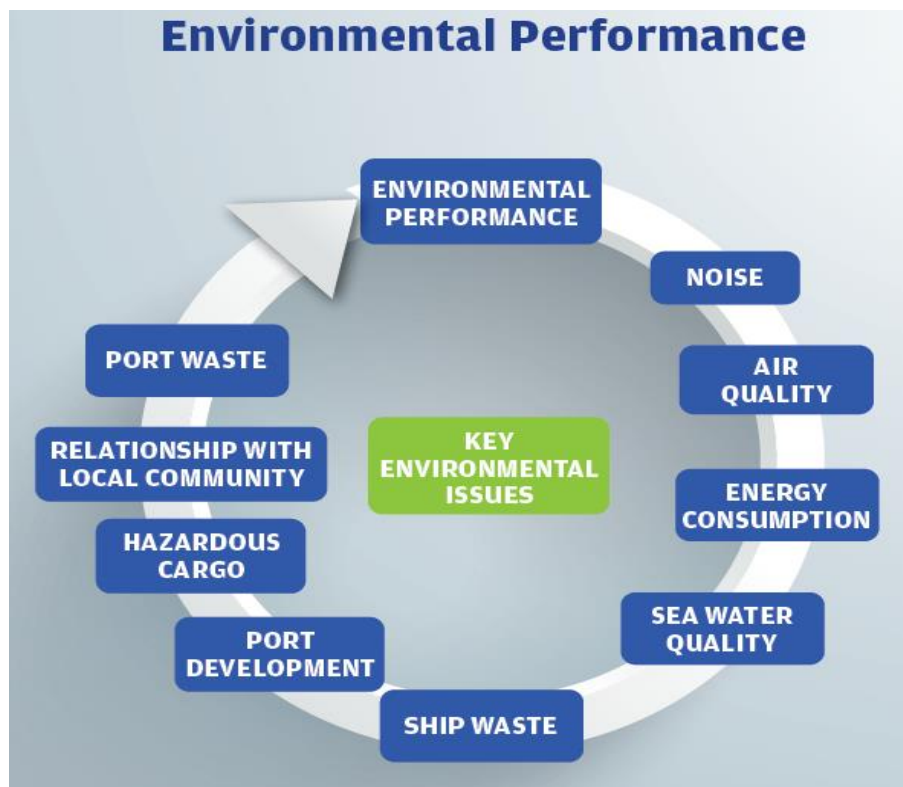 Environmental Performance
ENVIRONMENTAL
PERFORMANCE
NOISE
AIR
QUALITY
ENERGY
CONSUMPTION
SEA WATER
QUALITY
SHIP WASTE
PORT
DEVELOPMENT
HAZARDOUS
CARGO
RELATIONSHIP WITH
LOCAL COMMUNITY
PORT WASTE
KEY
ENVIRONMENTAL
ISSUES